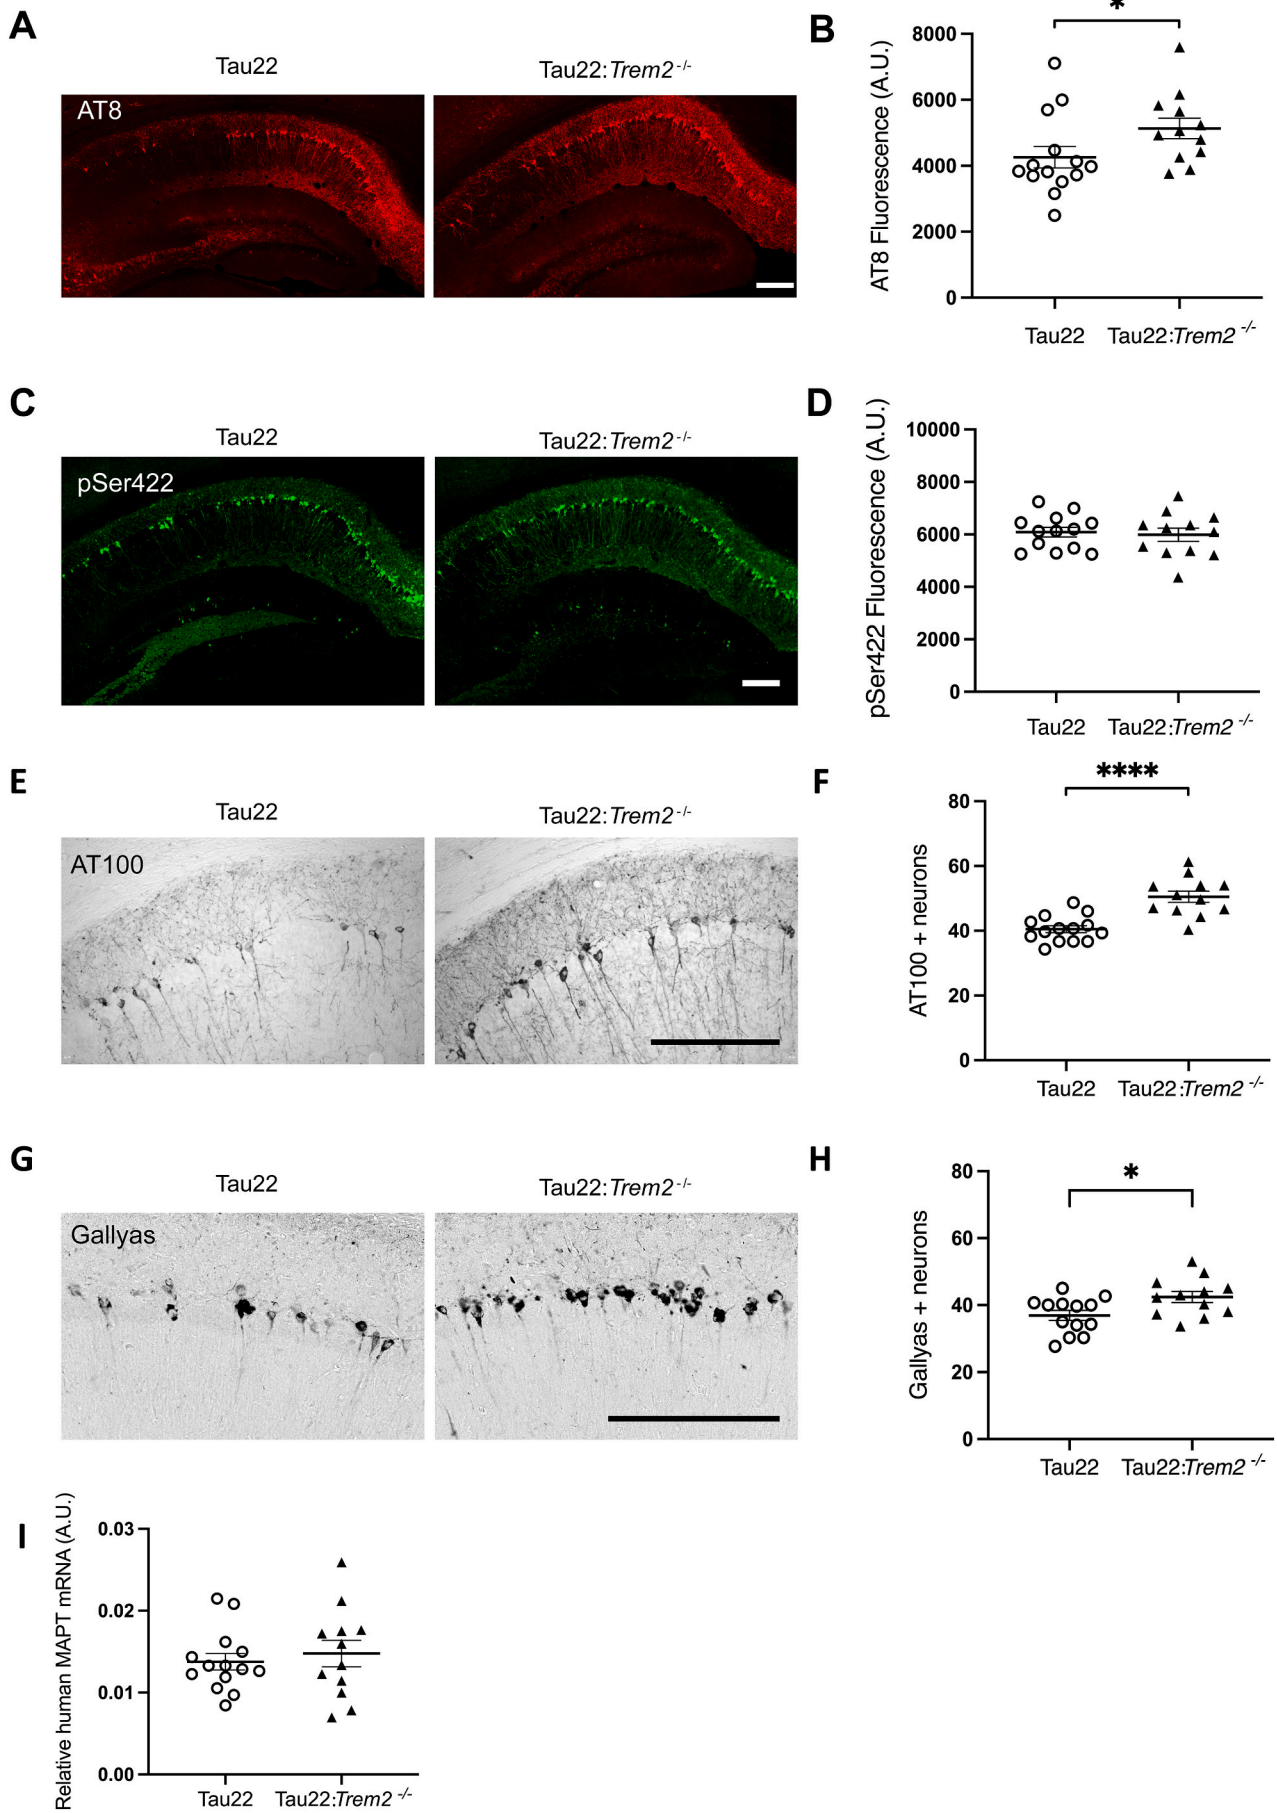 A
Tau22
Tau22:Trem2 -/-
AT8
B
*
AT8 Fluorescence (A.U.)
8000
6000
4000
2000
0
Tau22
Tau22:Trem2 -/-
C
Tau22
Tau22:Trem2 -/-
pSer422
D
pSer422 Fluorescence (A.U.)
10000
8000
6000
4000
2000
0
Tau22
Tau22:Trem2 -/-
E
Tau22
Tau22:Trem2 -/-
AT100
F
****
AT100 + neurons
80
60
40
20
0
Tau22
Tau22:Trem2 -/-
G
Tau22
Tau22:Trem2 -/-
Gallyas
H
*
Gallyas + neurons
80
60
40
20
0
Tau22
Tau22:Trem2 -/-
I
Relative human MAPT mRNA (A.U.)
0.03
0.02
0.01
0.00
Tau22
Tau22:Trem2 -/-